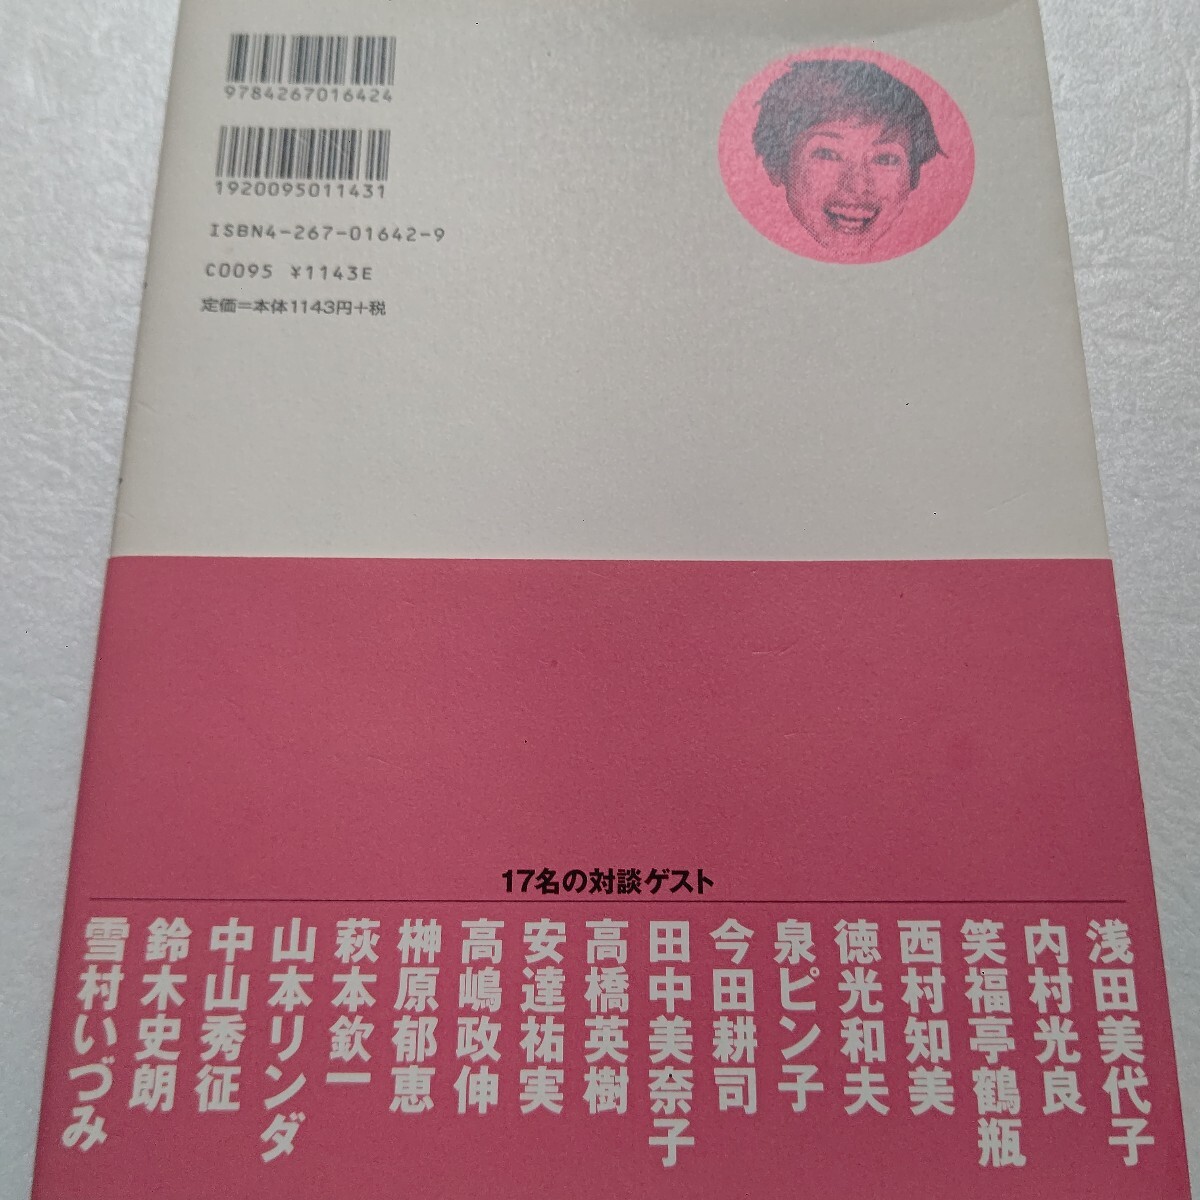 9784267016424
1920095011431
ISBN4-267-01642-9
C0095 ¥1143E
定価=本体1143円+税
17名の対談ゲスト
浅田美代子
内村光良
笑福亭鶴瓶
西村知美
徳光和夫
泉ピン子
今田耕司
田中美奈子
高橋英樹
安達祐実
高嶋政伸
榊原郁恵
萩本欽一
山本リンダ
中山秀征
鈴木史朗
雪村いづみ